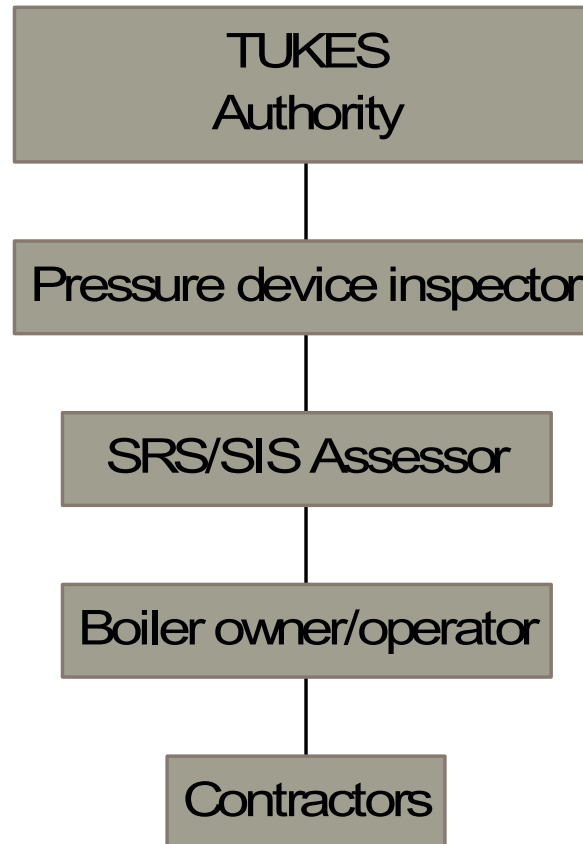 TUKES
Authority
Pressure device inspector
SRS/SIS Assessor
Boiler owner/operator
Contractors